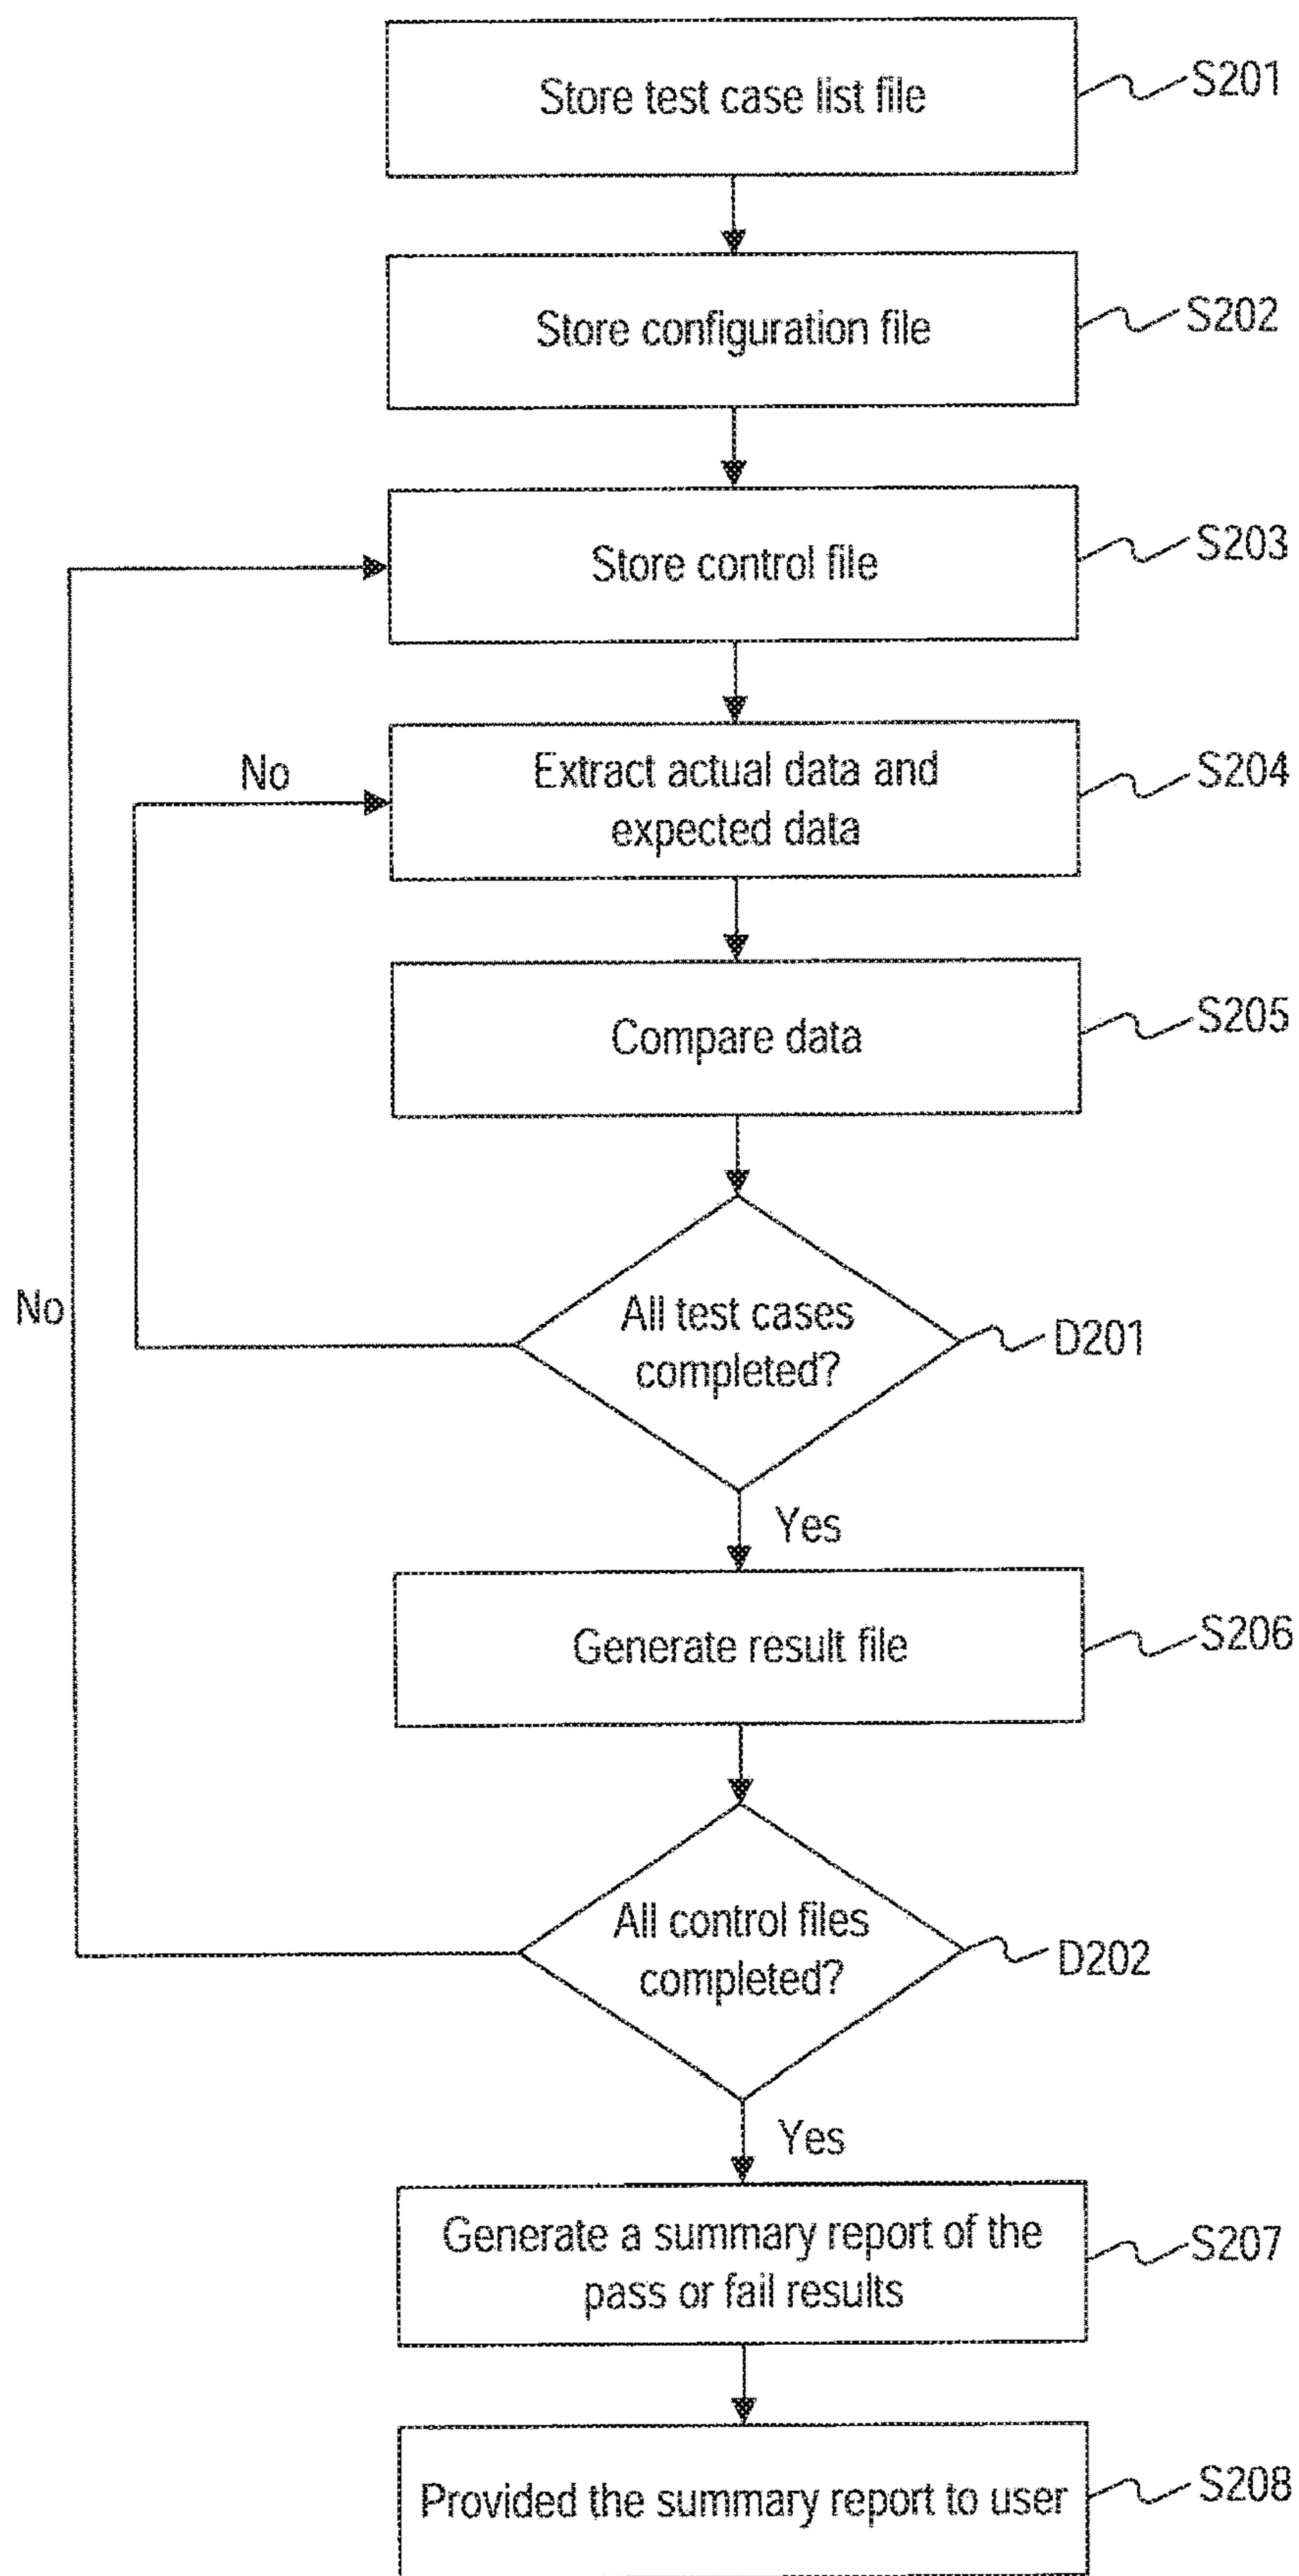 Store test case list file
S201
Store configuration file
S202
Store control file
S203
No
Extract actual data and
expected data
S204
Compare data
S205
No
All test cases
completed?
D201
Yes
Generate result file
S206
All control files
completed?
D202
Yes
Generate a summary report of the
pass or fail results
S207
Provided the summary report to user
S208